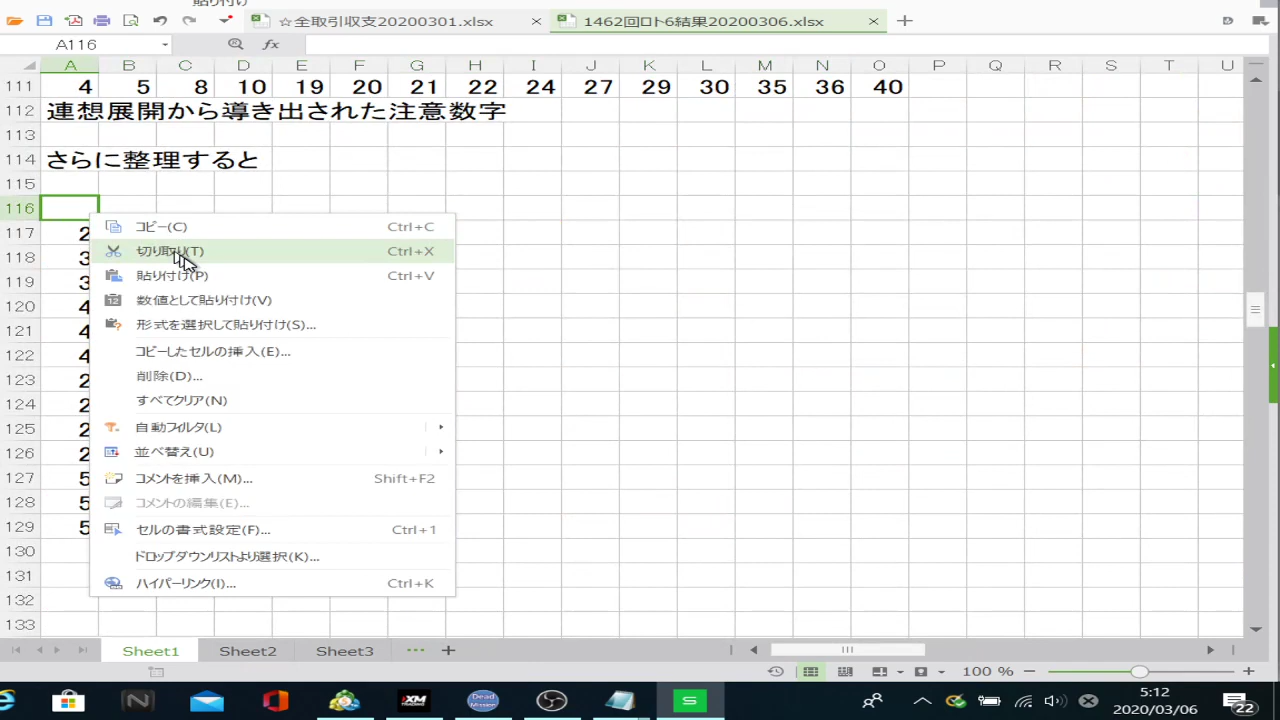 貼り付け
☆全取引収支20200301.xlsx × 1462回ロト6結果20200306.xlsx ×
A116 fx
A B C D E F G H I J K L M N O P Q R S T U
111 4 5 8 10 19 20 21 22 24 27 29 30 35 36 40
112 連想展開から導き出された注意数字
113
114 さらに整理すると
115
116
コピー(C) Ctrl+C
117 2
切り取り(T) Ctrl+X
118 3
貼り付け(P) Ctrl+V
119 3
数値として貼り付け(V)
120 4
形式を選択して貼り付け(S)...
121 4
コピーしたセルの挿入(E)...
122 4
削除(D)...
123 2
すべてクリア(N)
124 2
自動フィルタ(L)
125 2
並べ替え(U)
126 2
コメントを挿入(M)... Shift+F2
127 5
コメントの編集(E)...
128 5
セルの書式設定(F)... Ctrl+1
129 5
130
ドロップダウンリストより選択(K)...
131
ハイパーリンク(I)... Ctrl+K
132
133
Sheet1 Sheet2 Sheet3 ··· +
100 %
XM
TRADING
Dead
Mission
5:12
2020/03/06
22